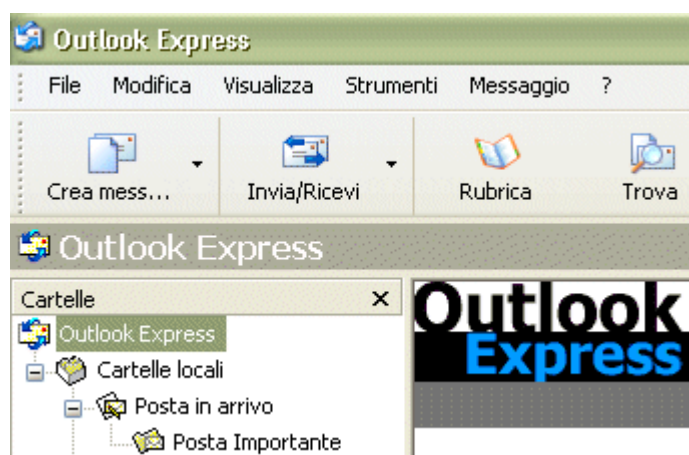 Outlook Express
File Modifica Visualizza Strumenti Messaggio ?
Crea mess... Invia/Ricevi Rubrica Trova
Outlook Express
Cartelle
Outlook Express
Cartelle locali
Posta in arrivo
Posta Importante
Outlook
Express